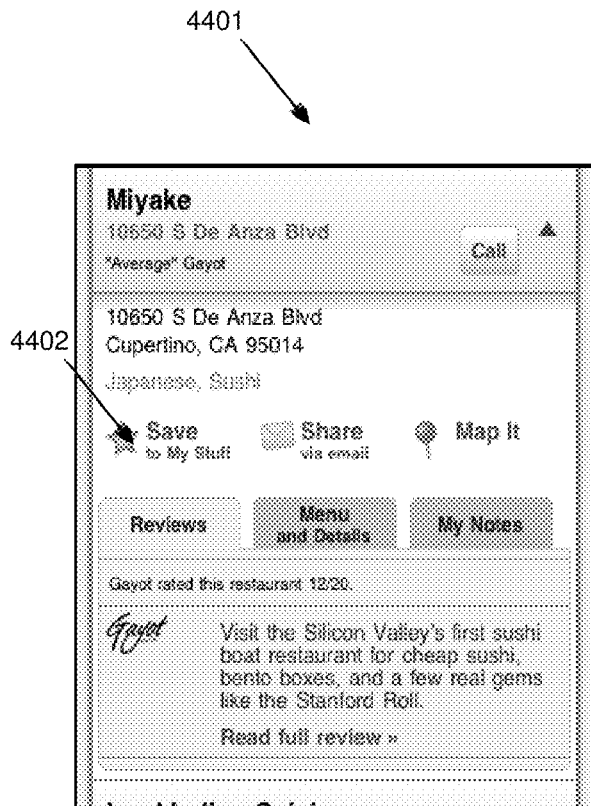 4401
Miyake
10650 S De Anza Blvd
"Average" Gayot
Call
10650 S De Anza Blvd
Cupertino, CA 95014
4402
Japanese, Sushi
Save
to My Stuff
Share
via email
Map It
Reviews
Menu
and Details
My Notes
Gayot rated this restaurant 12/20.
Gayot
Visit the Silicon Valley's first sushi
boat restaurant for cheap sushi,
bento boxes, and a few real gems
like the Stanford Roll.
Read full review »